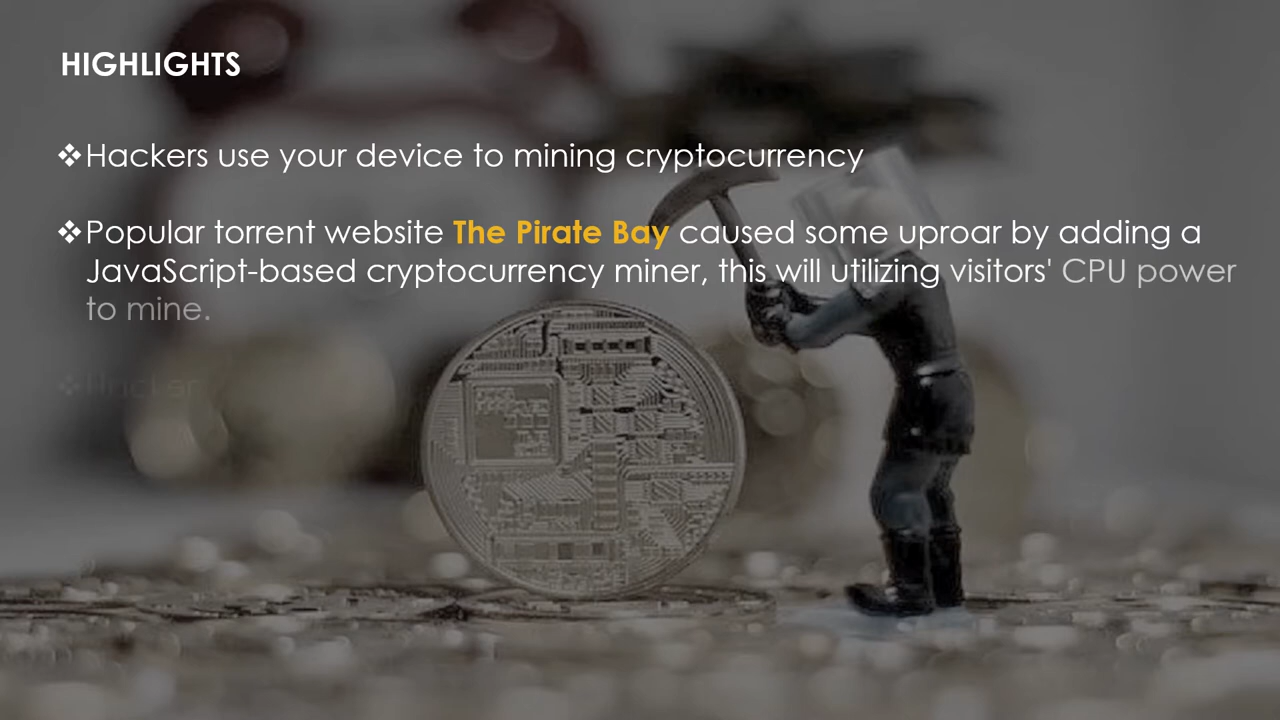 HIGHLIGHTS
❖Hackers use your device to mining cryptocurrency
❖Popular torrent website The Pirate Bay caused some uproar by adding a
JavaScript-based cryptocurrency miner, this will utilizing visitors' CPU power
to mine.